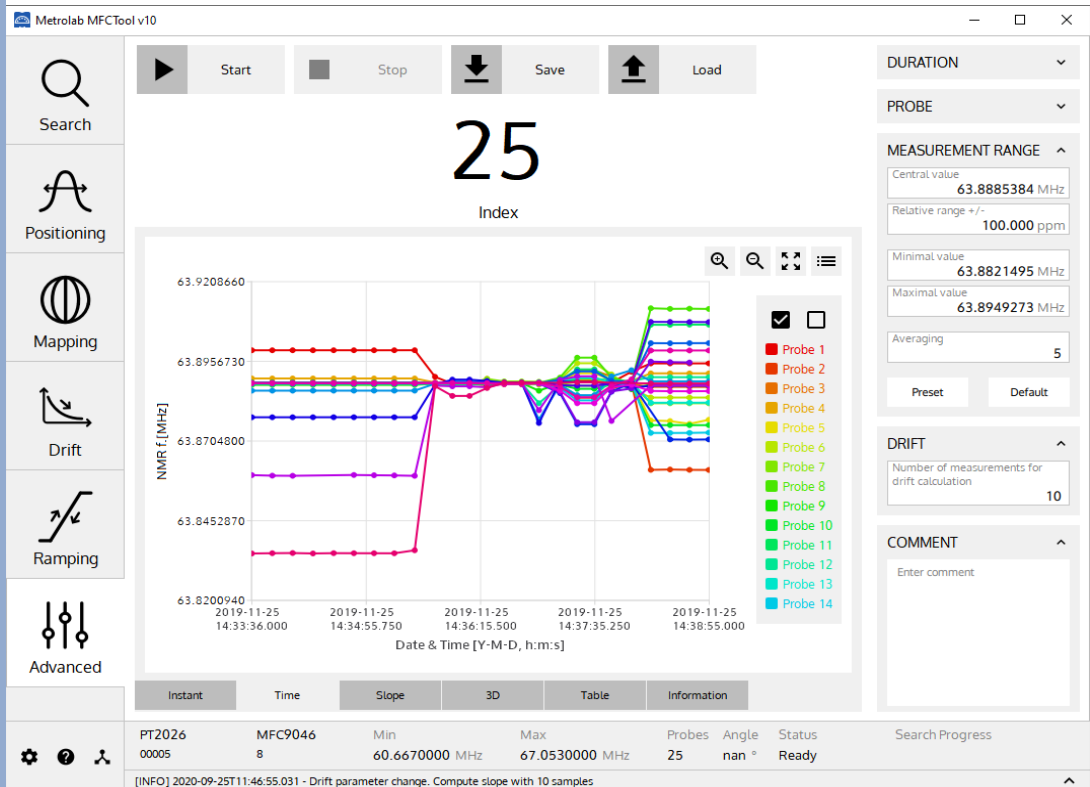 Metrolab MFCTool v10
Search
Positioning
Mapping
Drift
Ramping
Advanced
Start
Stop
Save
Load
25
Index
63.9208660
63.8956730
63.8704800
63.8452870
63.8200940
NMR f.[MHz]
2019-11-25
14:33:36.000
2019-11-25
14:34:55.750
2019-11-25
14:36:15.500
2019-11-25
14:37:35.250
2019-11-25
14:38:55.000
Date & Time [Y-M-D, h:m:s]
Probe 1
Probe 2
Probe 3
Probe 4
Probe 5
Probe 6
Probe 7
Probe 8
Probe 9
Probe 10
Probe 11
Probe 12
Probe 13
Probe 14
Instant
Time
Slope
3D
Table
Information
DURATION
PROBE
MEASUREMENT RANGE
Central value
63.8885384 MHz
Relative range +/-
100.000 ppm
Minimal value
63.8821495 MHz
Maximal value
63.8949273 MHz
Averaging
5
Preset
Default
DRIFT
Number of measurements for
drift calculation
10
COMMENT
Enter comment
PT2026
00005
MFC9046
8
Min
60.6670000 MHz
Max
67.0530000 MHz
Probes
25
Angle
nan °
Status
Ready
Search Progress
[INFO] 2020-09-25T11:46:55.031 - Drift parameter change. Compute slope with 10 samples